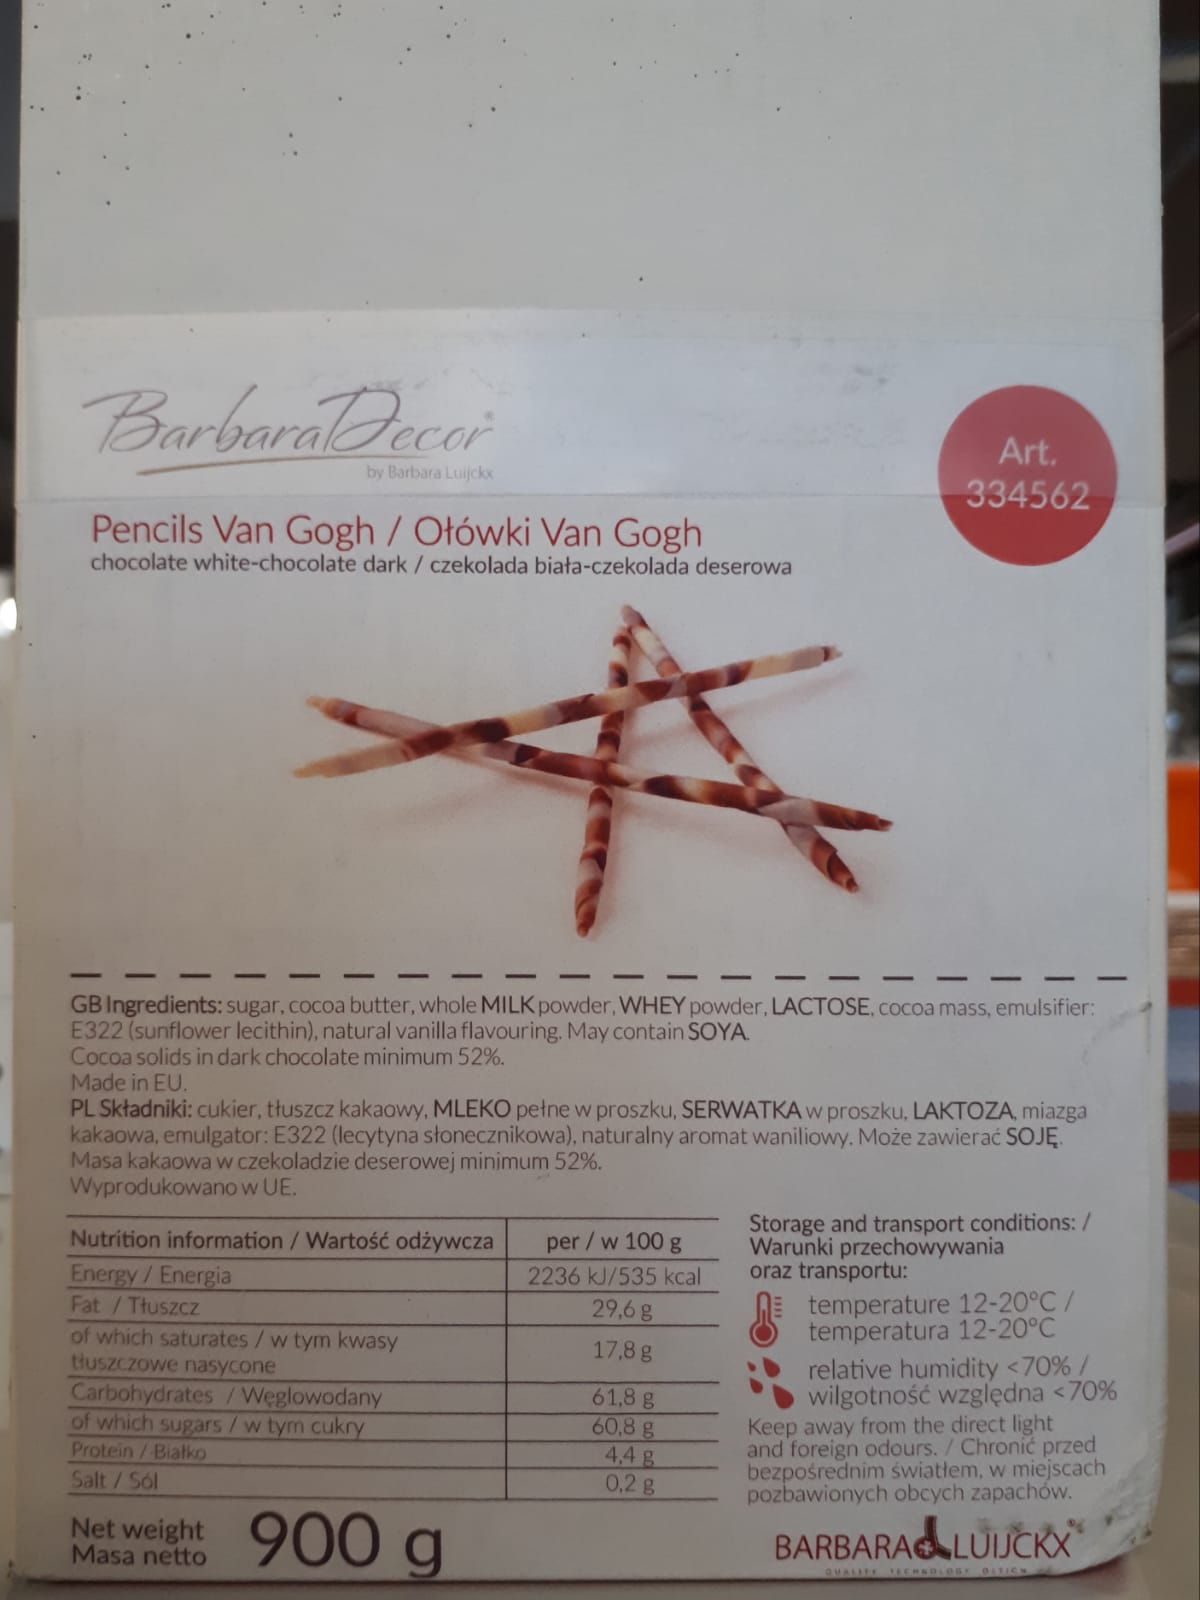 BarbaraDecor®
by Barbara Luijckx
Art.
334562
Pencils Van Gogh / Ołówki Van Gogh
chocolate white-chocolate dark / czekolada biała-czekolada deserowa
GB Ingredients: sugar, cocoa butter, whole MILK powder, WHEY powder, LACTOSE, cocoa mass, emulsifier:
E322 (sunflower lecithin), natural vanilla flavouring. May contain SOYA.
Cocoa solids in dark chocolate minimum 52%.
Made in EU.
PL Składniki: cukier, tłuszcz kakaowy, MLEKO pełne w proszku, SERWATKA w proszku, LAKTOZA, miazga
kakaowa, emulgator: E322 (lecytyna słonecznikowa), naturalny aromat waniliowy. Może zawierać SOJĘ.
Masa kakaowa w czekoladzie deserowej minimum 52%.
Wyprodukowano w UE.
Nutrition information / Wartość odżywcza per / w 100 g
Energy / Energia 2236 kJ/535 kcal
Fat / Tłuszcz 29,6 g
of which saturates / w tym kwasy
tłuszczowe nasycone 17,8 g
Carbohydrates / Węglowodany 61,8 g
of which sugars / w tym cukry 60,8 g
Protein / Białko 4,4 g
Salt / Sól 0,2 g
Net weight
Masa netto
900 g
Storage and transport conditions: /
Warunki przechowywania
oraz transportu:
temperature 12-20°C /
temperatura 12-20°C
relative humidity <70% /
wilgotność względna <70%
Keep away from the direct light
and foreign odours. / Chronić przed
bezpośrednim światłem, w miejscach
pozbawionych obcych zapachów.
BARBARA LUIJCKX®
QUALITY TECHNOLOGY DESIGN